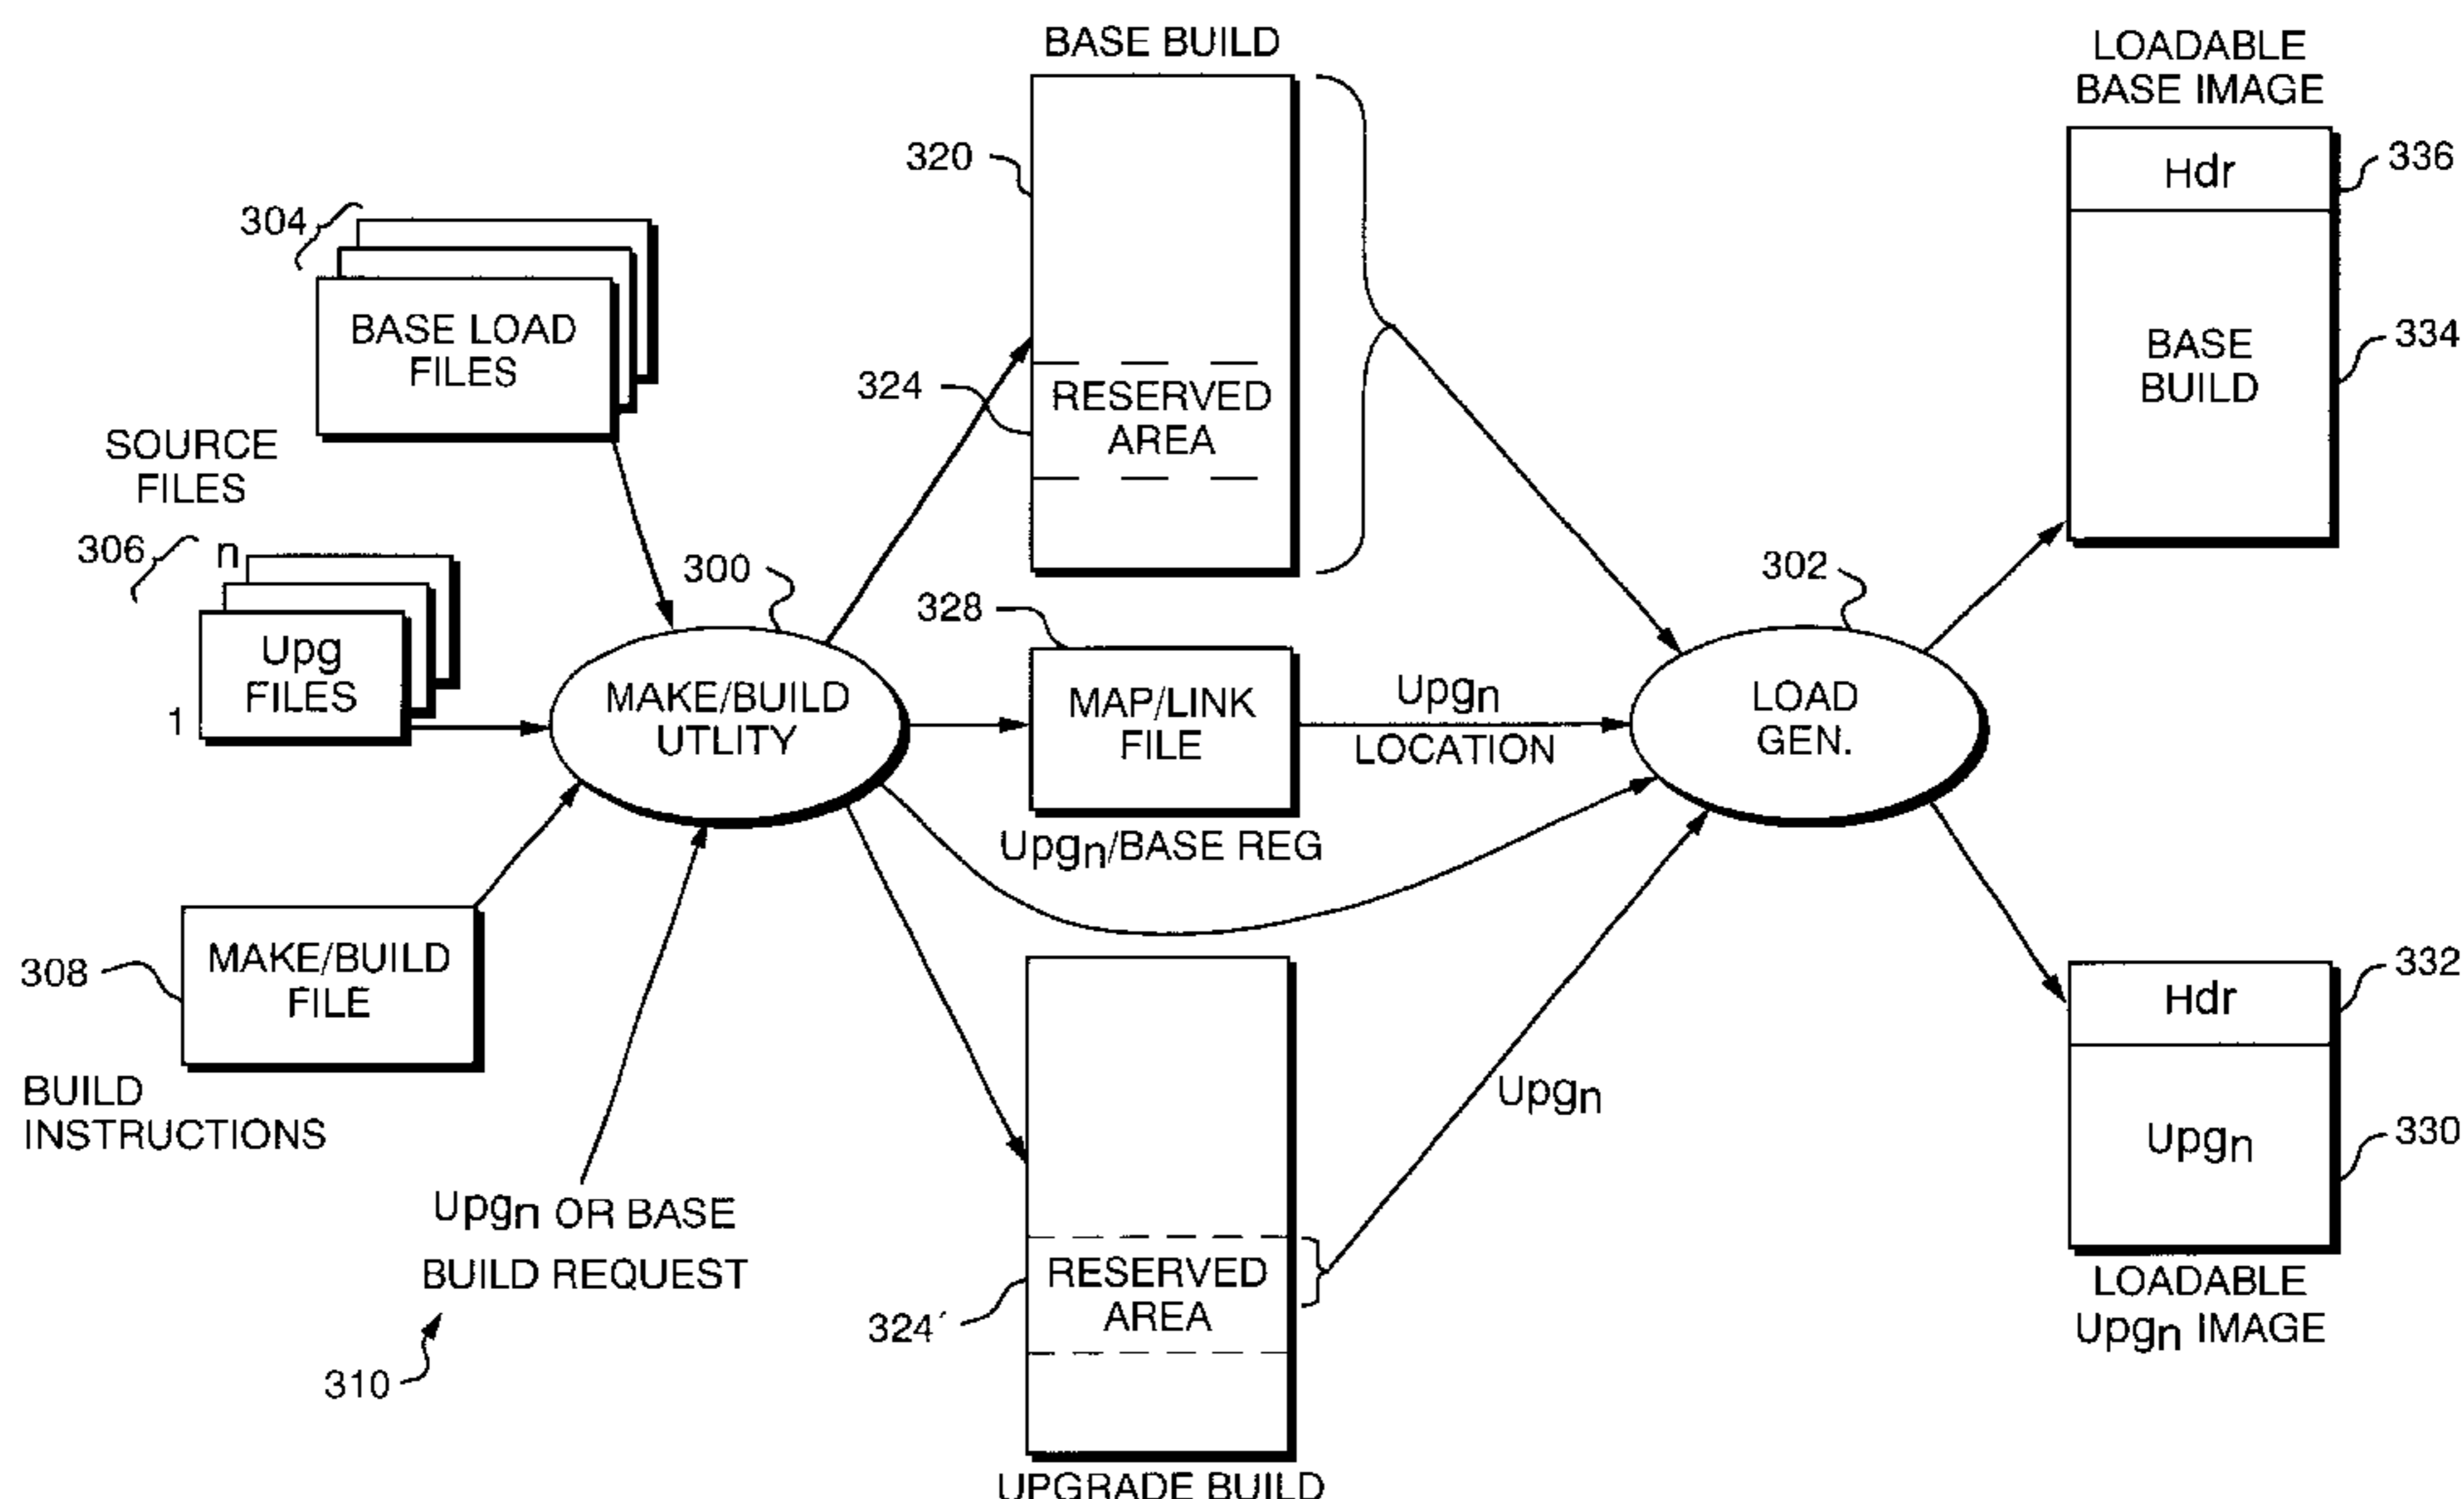 BASE BUILD
LOADABLE
BASE IMAGE
320
Hdr
336
304
BASE LOAD
FILES
324
RESERVED
AREA
BASE
BUILD
334
SOURCE
FILES
306
n
300
302
328
Upg
FILES
1
MAKE/BUILD
UTLITY
MAP/LINK
FILE
Upgn
LOCATION
LOAD
GEN.
Upgn/BASE REG
308
MAKE/BUILD
FILE
332
Hdr
BUILD
INSTRUCTIONS
Upgn
Upgn
330
Upgn OR BASE
BUILD REQUEST
310
RESERVED
AREA
324'
LOADABLE
Upgn IMAGE
UPGRADE BUILD